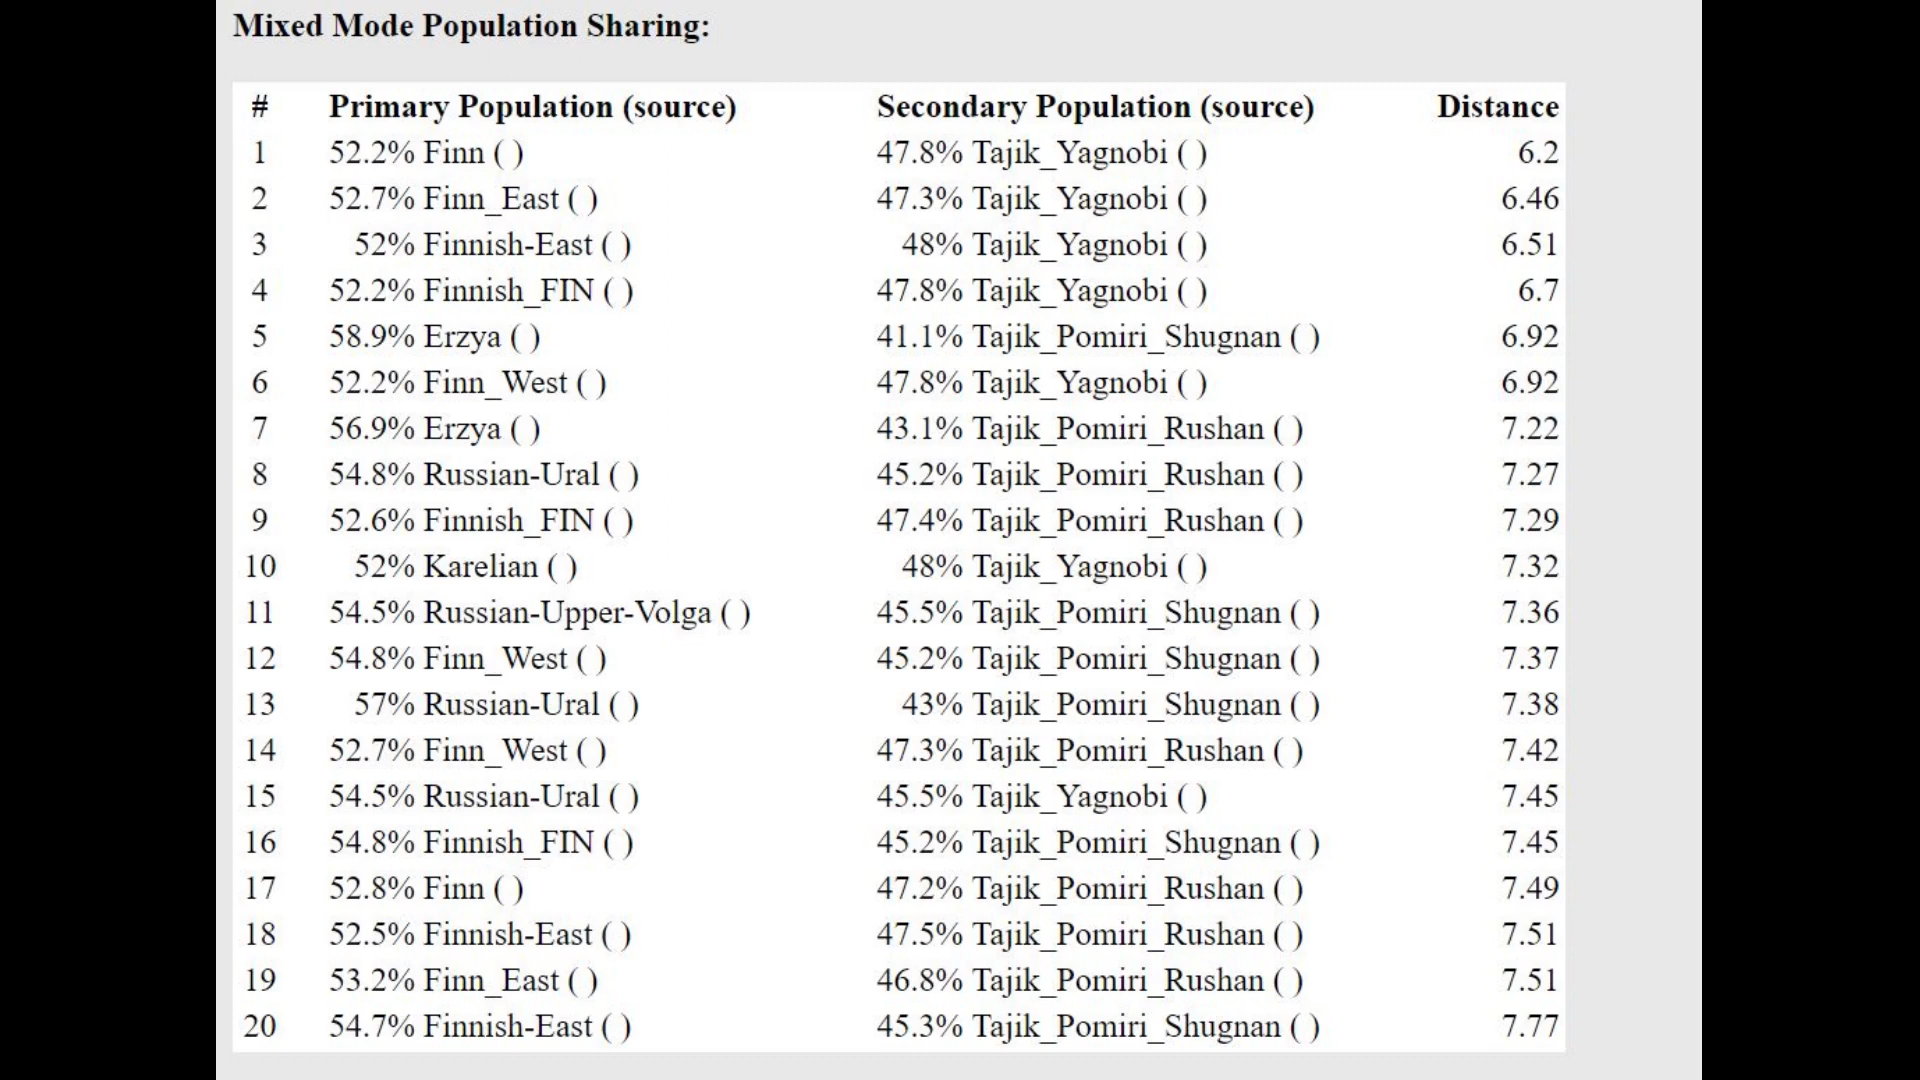 Mixed Mode Population Sharing:
# Primary Population (source) Secondary Population (source) Distance
1 52.2% Finn ( ) 47.8% Tajik_Yagnobi ( ) 6.2
2 52.7% Finn_East ( ) 47.3% Tajik_Yagnobi ( ) 6.46
3 52% Finnish-East ( ) 48% Tajik_Yagnobi ( ) 6.51
4 52.2% Finnish_FIN ( ) 47.8% Tajik_Yagnobi ( ) 6.7
5 58.9% Erzya ( ) 41.1% Tajik_Pomiri_Shugnan ( ) 6.92
6 52.2% Finn_West ( ) 47.8% Tajik_Yagnobi ( ) 6.92
7 56.9% Erzya ( ) 43.1% Tajik_Pomiri_Rushan ( ) 7.22
8 54.8% Russian-Ural ( ) 45.2% Tajik_Pomiri_Rushan ( ) 7.27
9 52.6% Finnish_FIN ( ) 47.4% Tajik_Pomiri_Rushan ( ) 7.29
10 52% Karelian ( ) 48% Tajik_Yagnobi ( ) 7.32
11 54.5% Russian-Upper-Volga ( ) 45.5% Tajik_Pomiri_Shugnan ( ) 7.36
12 54.8% Finn_West ( ) 45.2% Tajik_Pomiri_Shugnan ( ) 7.37
13 57% Russian-Ural ( ) 43% Tajik_Pomiri_Shugnan ( ) 7.38
14 52.7% Finn_West ( ) 47.3% Tajik_Pomiri_Rushan ( ) 7.42
15 54.5% Russian-Ural ( ) 45.5% Tajik_Yagnobi ( ) 7.45
16 54.8% Finnish_FIN ( ) 45.2% Tajik_Pomiri_Shugnan ( ) 7.45
17 52.8% Finn ( ) 47.2% Tajik_Pomiri_Rushan ( ) 7.49
18 52.5% Finnish-East ( ) 47.5% Tajik_Pomiri_Rushan ( ) 7.51
19 53.2% Finn_East ( ) 46.8% Tajik_Pomiri_Rushan ( ) 7.51
20 54.7% Finnish-East ( ) 45.3% Tajik_Pomiri_Shugnan ( ) 7.77